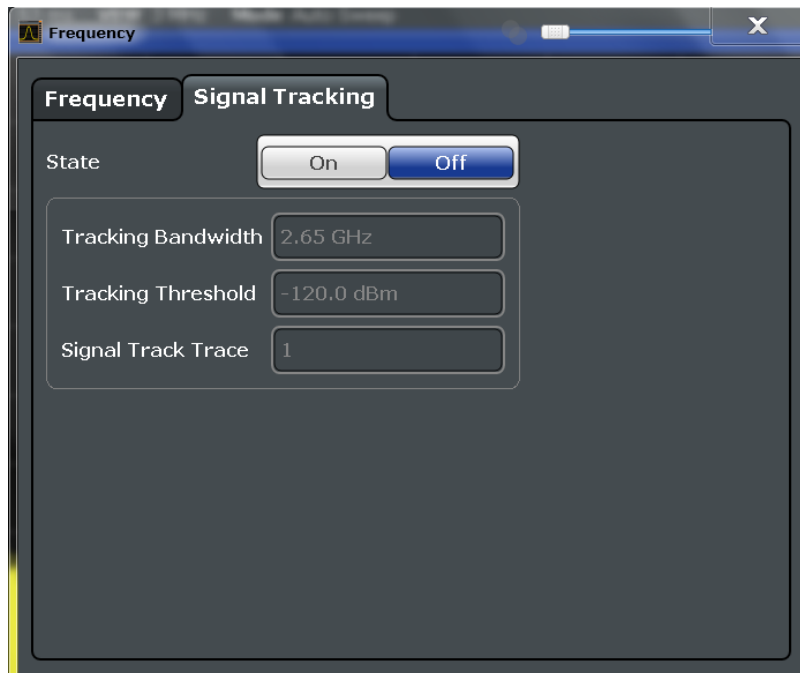 Frequency
X
Frequency Signal Tracking
State On Off
Tracking Bandwidth 2.65 GHz
Tracking Threshold -120.0 dBm
Signal Track Trace 1